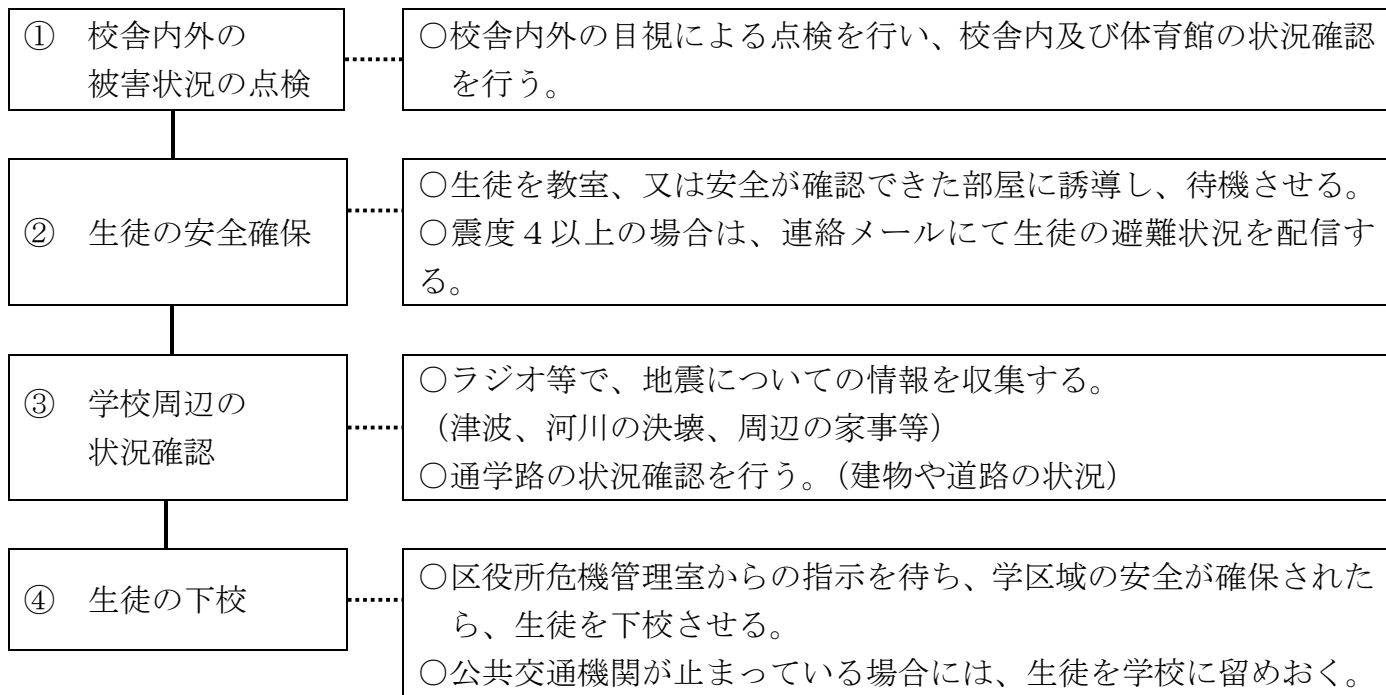 ① 校舎内外の
被害状況の点検
○校舎内外の目視による点検を行い、校舎内及び体育館の状況確認
を行う。
② 生徒の安全確保
○生徒を教室、又は安全が確認できた部屋に誘導し、待機させる。
○震度４以上の場合は、連絡メールにて生徒の避難状況を配信す
る。
③ 学校周辺の
状況確認
○ラジオ等で、地震についての情報を収集する。
（津波、河川の決壊、周辺の家事等）
○通学路の状況確認を行う。（建物や道路の状況）
④ 生徒の下校
○区役所危機管理室からの指示を待ち、学区域の安全が確保された
ら、生徒を下校させる。
○公共交通機関が止まっている場合には、生徒を学校に留めおく。